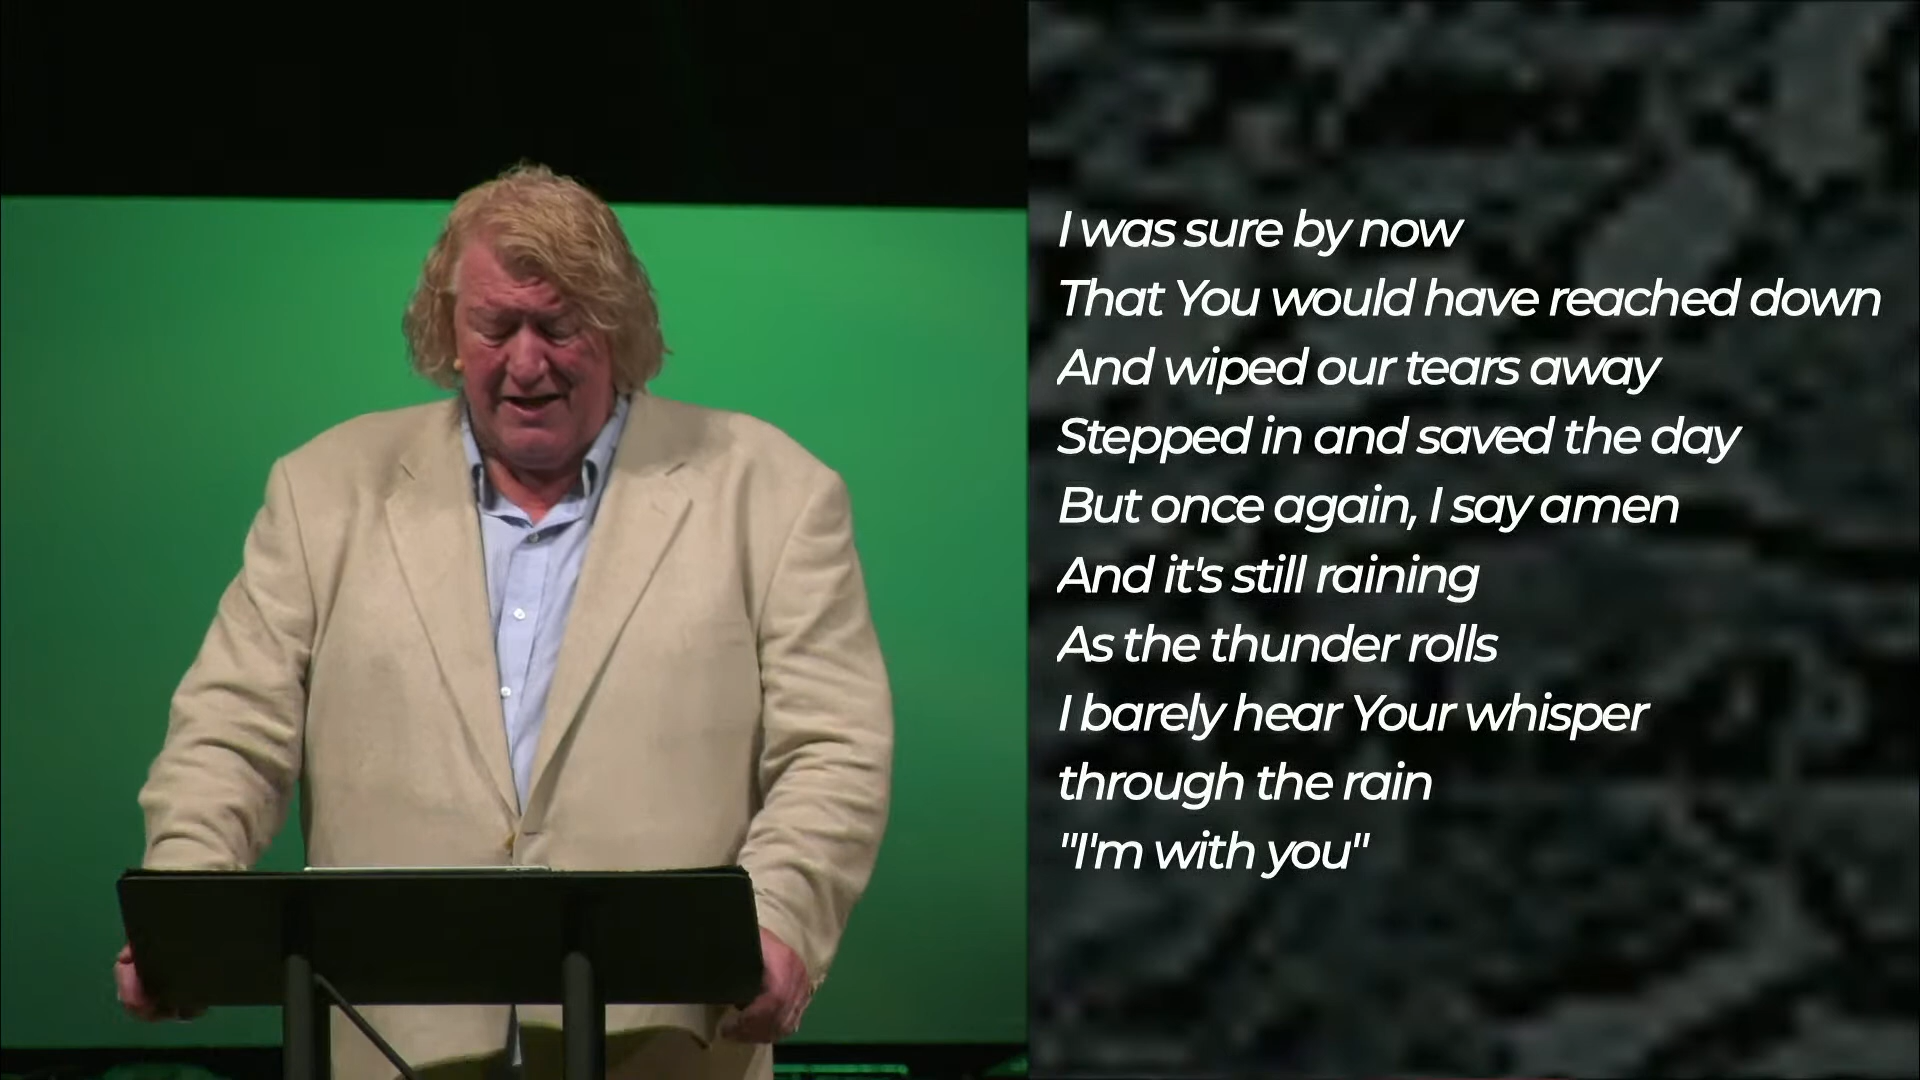 I was sure by now
That You would have reached down
And wiped our tears away
Stepped in and saved the day
But once again, I say amen
And it's still raining
As the thunder rolls
I barely hear Your whisper
through the rain
"I'm with you"